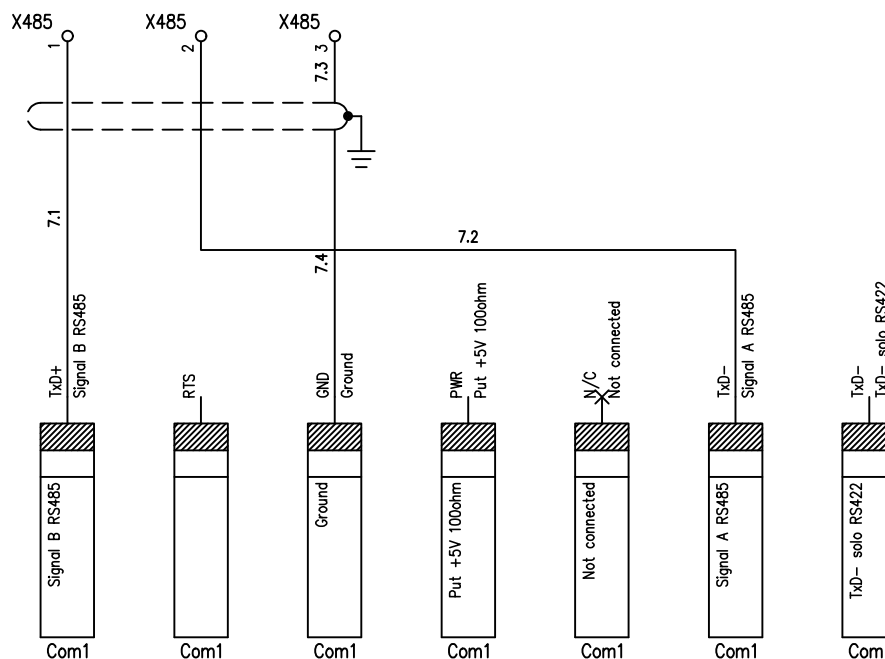 X485
X485
X485
1
2
3
7.3
7.1
7.2
7.4
TxD+
Signal B RS485
RTS
GND
Ground
PWR
Put +5V 100ohm
N/C
Not connected
TxD-
Signal A RS485
TxD-
TxD- solo RS422
Signal B RS485
Ground
Put +5V 100ohm
Not connected
Signal A RS485
TxD- solo RS422
Com1
Com1
Com1
Com1
Com1
Com1
Com